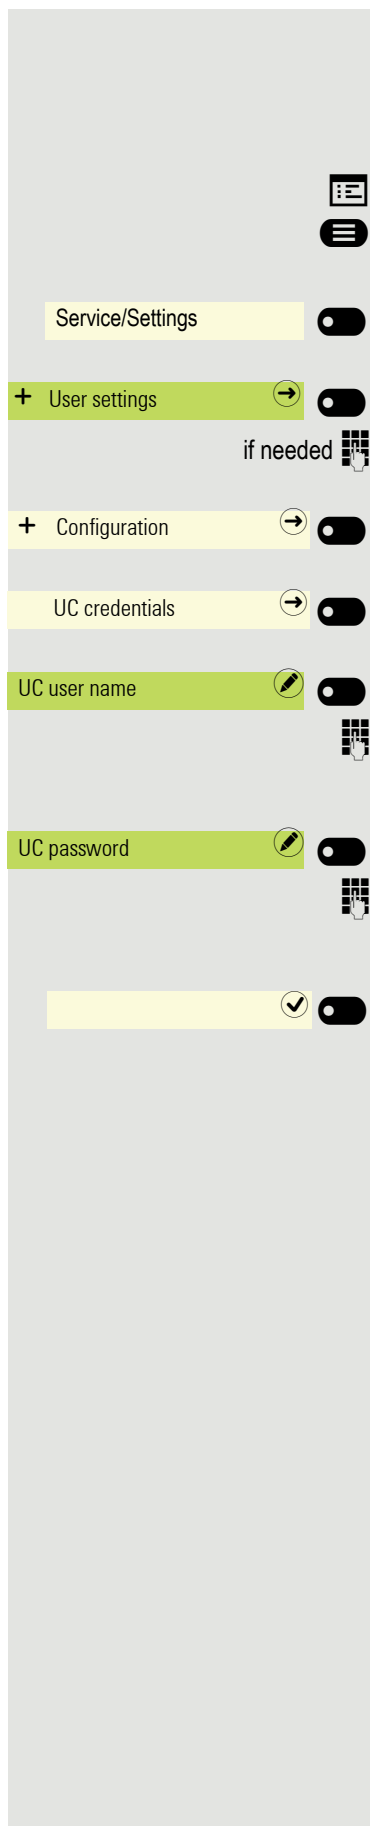 Service/Settings
+ User settings
if needed
+ Configuration
UC credentials
UC user name
UC password